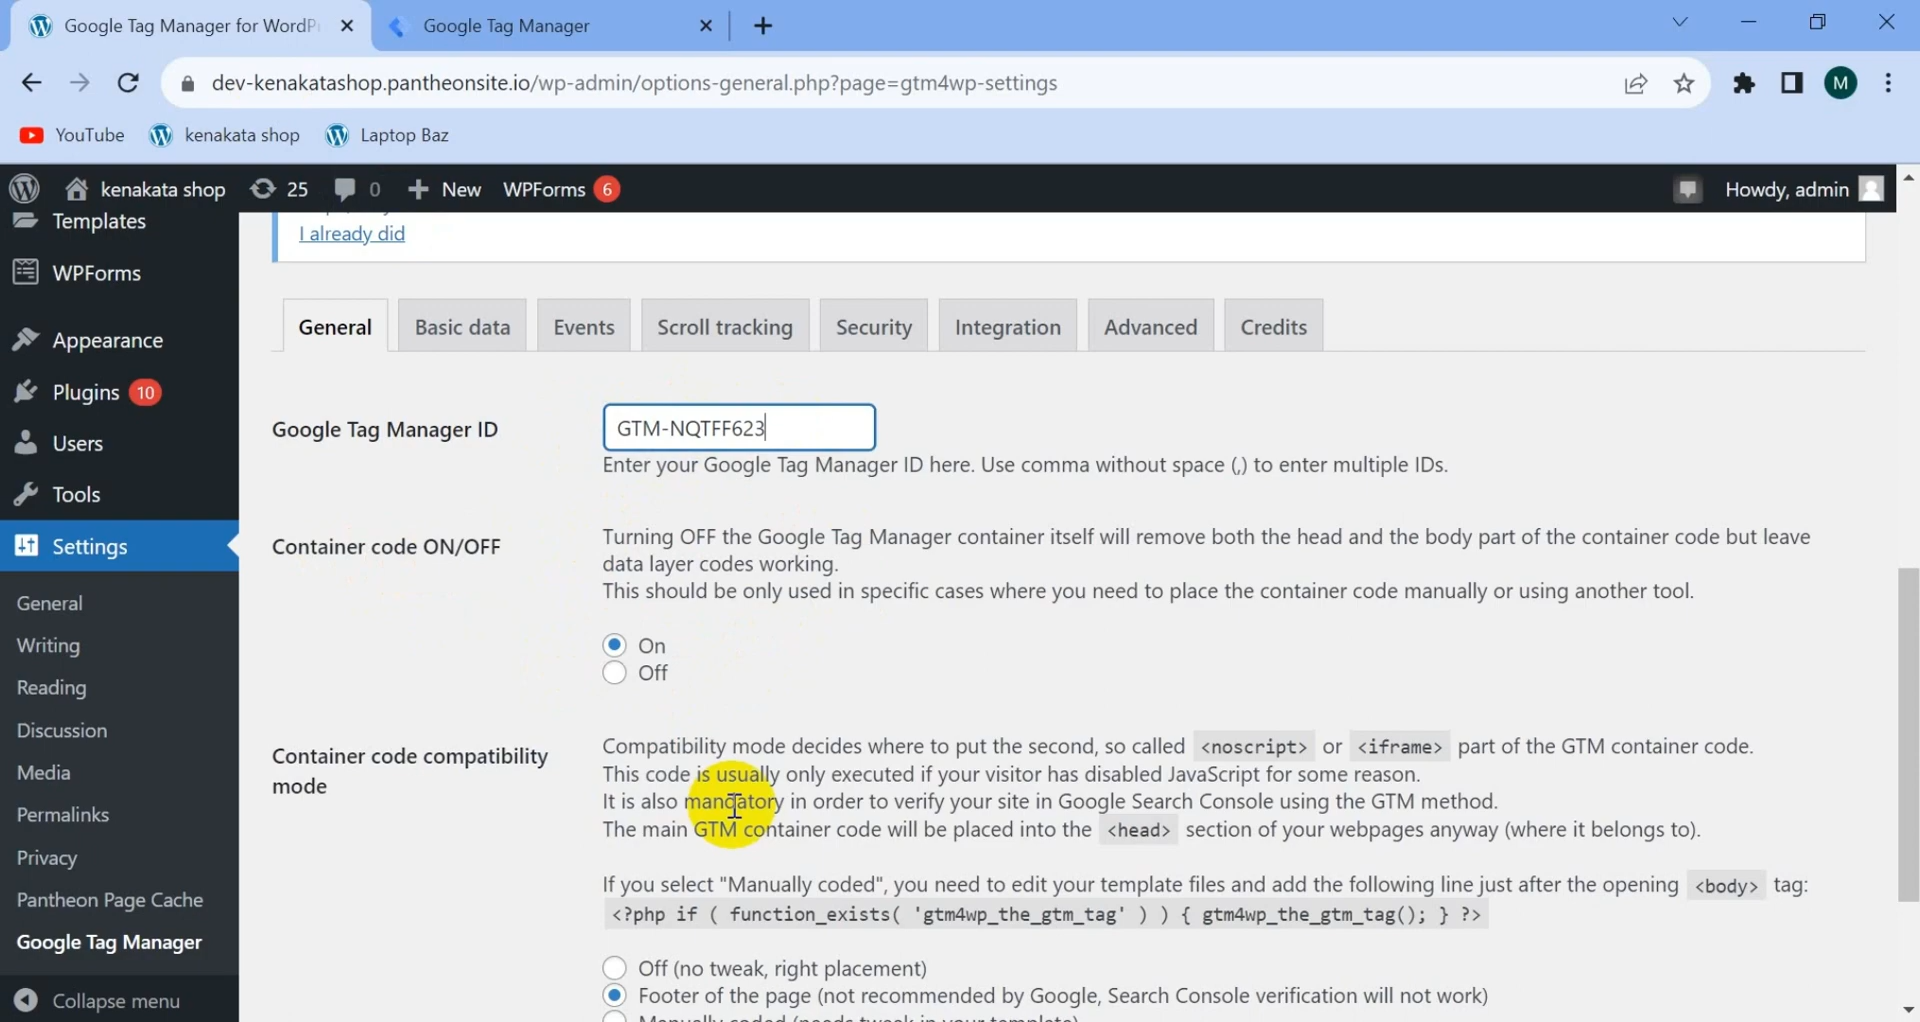 Google Tag Manager for WordPr
Google Tag Manager
dev-kenakatashop.pantheonsite.io/wp-admin/options-general.php?page=gtm4wp-settings
M
YouTube
kenakata shop
Laptop Baz
kenakata shop
25
0
New
WPForms 6
Howdy, admin
Templates
WPForms
Appearance
Plugins 10
Users
Tools
Settings
General
Writing
Reading
Discussion
Media
Permalinks
Privacy
Pantheon Page Cache
Google Tag Manager
Collapse menu
I already did
General
Basic data
Events
Scroll tracking
Security
Integration
Advanced
Credits
Google Tag Manager ID
GTM-NQTFF623
Enter your Google Tag Manager ID here. Use comma without space (,) to enter multiple IDs.
Container code ON/OFF
Turning OFF the Google Tag Manager container itself will remove both the head and the body part of the container code but leave
data layer codes working.
This should be only used in specific cases where you need to place the container code manually or using another tool.
On
Off
Container code compatibility
mode
Compatibility mode decides where to put the second, so called <noscript> or <iframe> part of the GTM container code.
This code is usually only executed if your visitor has disabled JavaScript for some reason.
It is also mandatory in order to verify your site in Google Search Console using the GTM method.
The main GTM container code will be placed into the <head> section of your webpages anyway (where it belongs to).
If you select "Manually coded", you need to edit your template files and add the following line just after the opening <body> tag:
<?php if ( function_exists( 'gtm4wp_the_gtm_tag' ) ) { gtm4wp_the_gtm_tag(); } ?>
Off (no tweak, right placement)
Footer of the page (not recommended by Google, Search Console verification will not work)
Manually coded (needs tweak in your template)